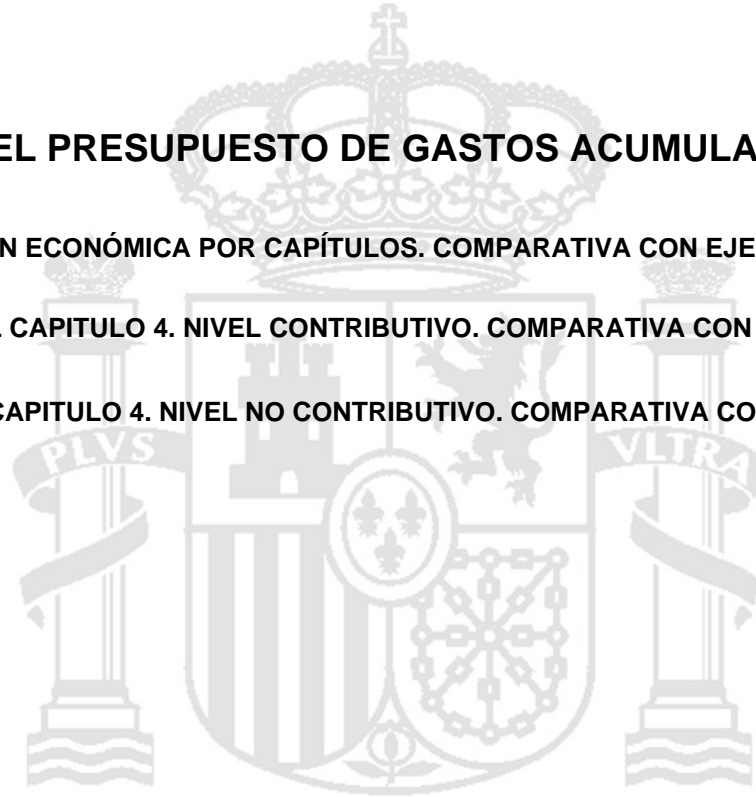 EL PRESUPUESTO DE GASTOS ACUMULA
N ECONÓMICA POR CAPÍTULOS. COMPARATIVA CON EJE
CAPITULO 4. NIVEL CONTRIBUTIVO. COMPARATIVA CON
CAPITULO 4. NIVEL NO CONTRIBUTIVO. COMPARATIVA CO
PLVS VLTRA